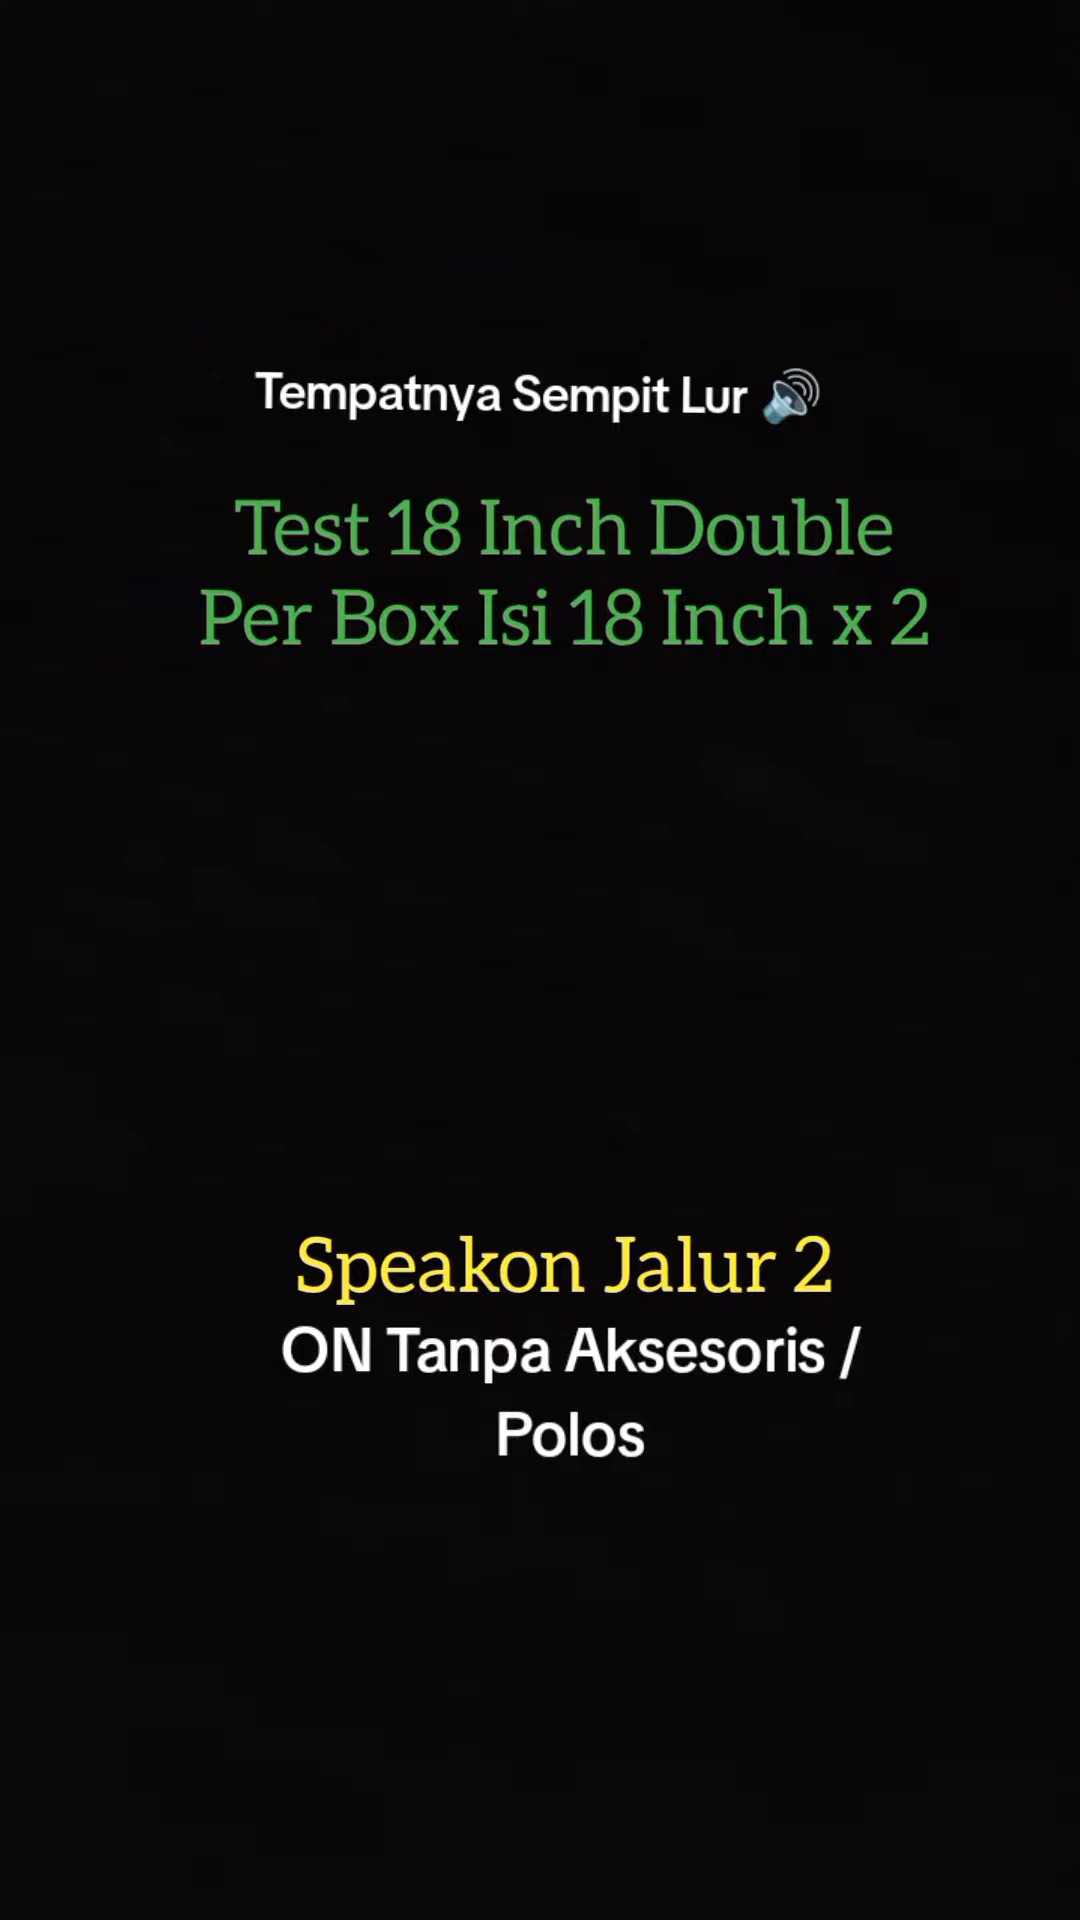 Tempatnya Sempit Lur 🔊
Test 18 Inch Double
Per Box Isi 18 Inch x 2
Speakon Jalur 2
ON Tanpa Aksesoris /
Polos